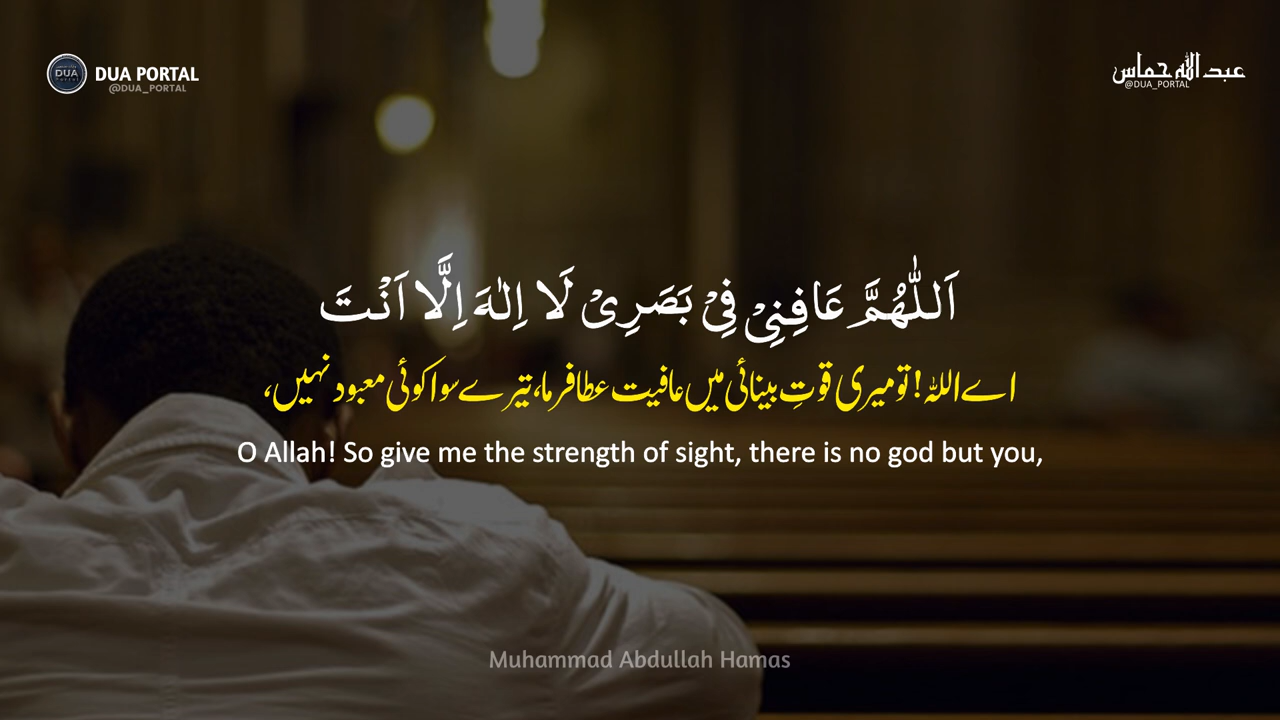 DUA PORTAL
@DUA_PORTAL
عبد الله حماس
@DUA_PORTAL
اَللّٰهُمَّ عَافِنِیْ فِیْ بَصَرِیْ لَا اِلٰهَ اِلَّا اَنْتَ
اے اللہ! تو میری قوتِ بینائی میں عافیت عطا فرما، تیرے سوا کوئی معبود نہیں،
O Allah! So give me the strength of sight, there is no god but you,
Muhammad Abdullah Hamas